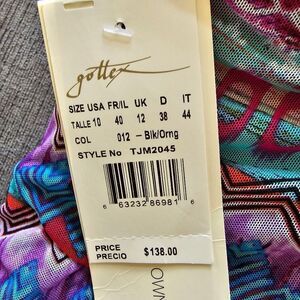 gottex
SIZE USA FR/IL UK D IT
TALLE 10 40 12 38 44
COL 012 – Blk/Orng
STYLE No TJM2045
6 63232 86981 6
PRICE
PRECIO $138.00
OWN